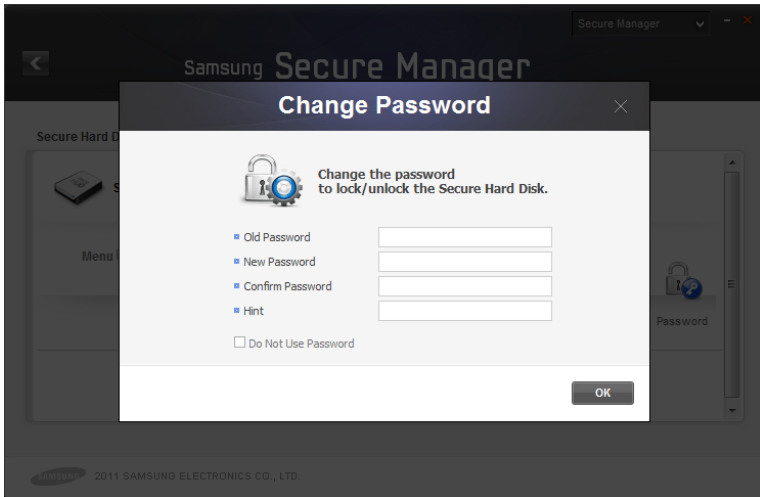 Secure Manager
Samsung Secure Manager
Change Password
Secure Hard D
S
Change the password
to lock/unlock the Secure Hard Disk.
Menu
Old Password
New Password
Confirm Password
Hint
Password
Do Not Use Password
OK
SAMSUNG 2011 SAMSUNG ELECTRONICS CO., LTD.